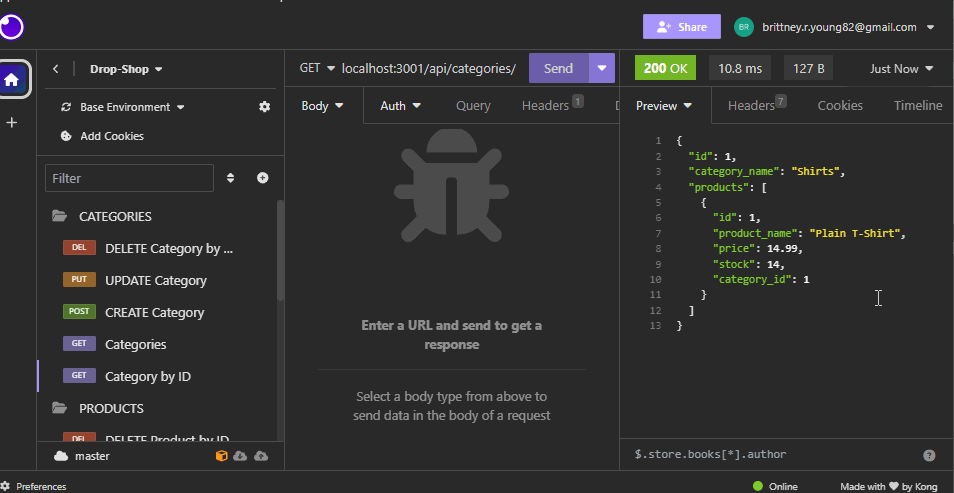 Share
BR
brittney.r.young82@gmail.com
Drop-Shop
GET
localhost:3001/api/categories/
Send
200 OK
10.8 ms
127 B
Just Now
Base Environment
Add Cookies
Body
Auth
Query
Headers 1
Preview
Headers 7
Cookies
Timeline
Filter
CATEGORIES
DEL DELETE Category by ...
PUT UPDATE Category
POST CREATE Category
GET Categories
GET Category by ID
PRODUCTS
DEL DELETE Product by ID
master
Enter a URL and send to get a
response
Select a body type from above to
send data in the body of a request
1 {
2 "id": 1,
3 "category_name": "Shirts",
4 "products": [
5 {
6 "id": 1,
7 "product_name": "Plain T-Shirt",
8 "price": 14.99,
9 "stock": 14,
10 "category_id": 1
11 }
12 ]
13 }
$.store.books[*].author
?
Preferences
Online
Made with ♥ by Kong